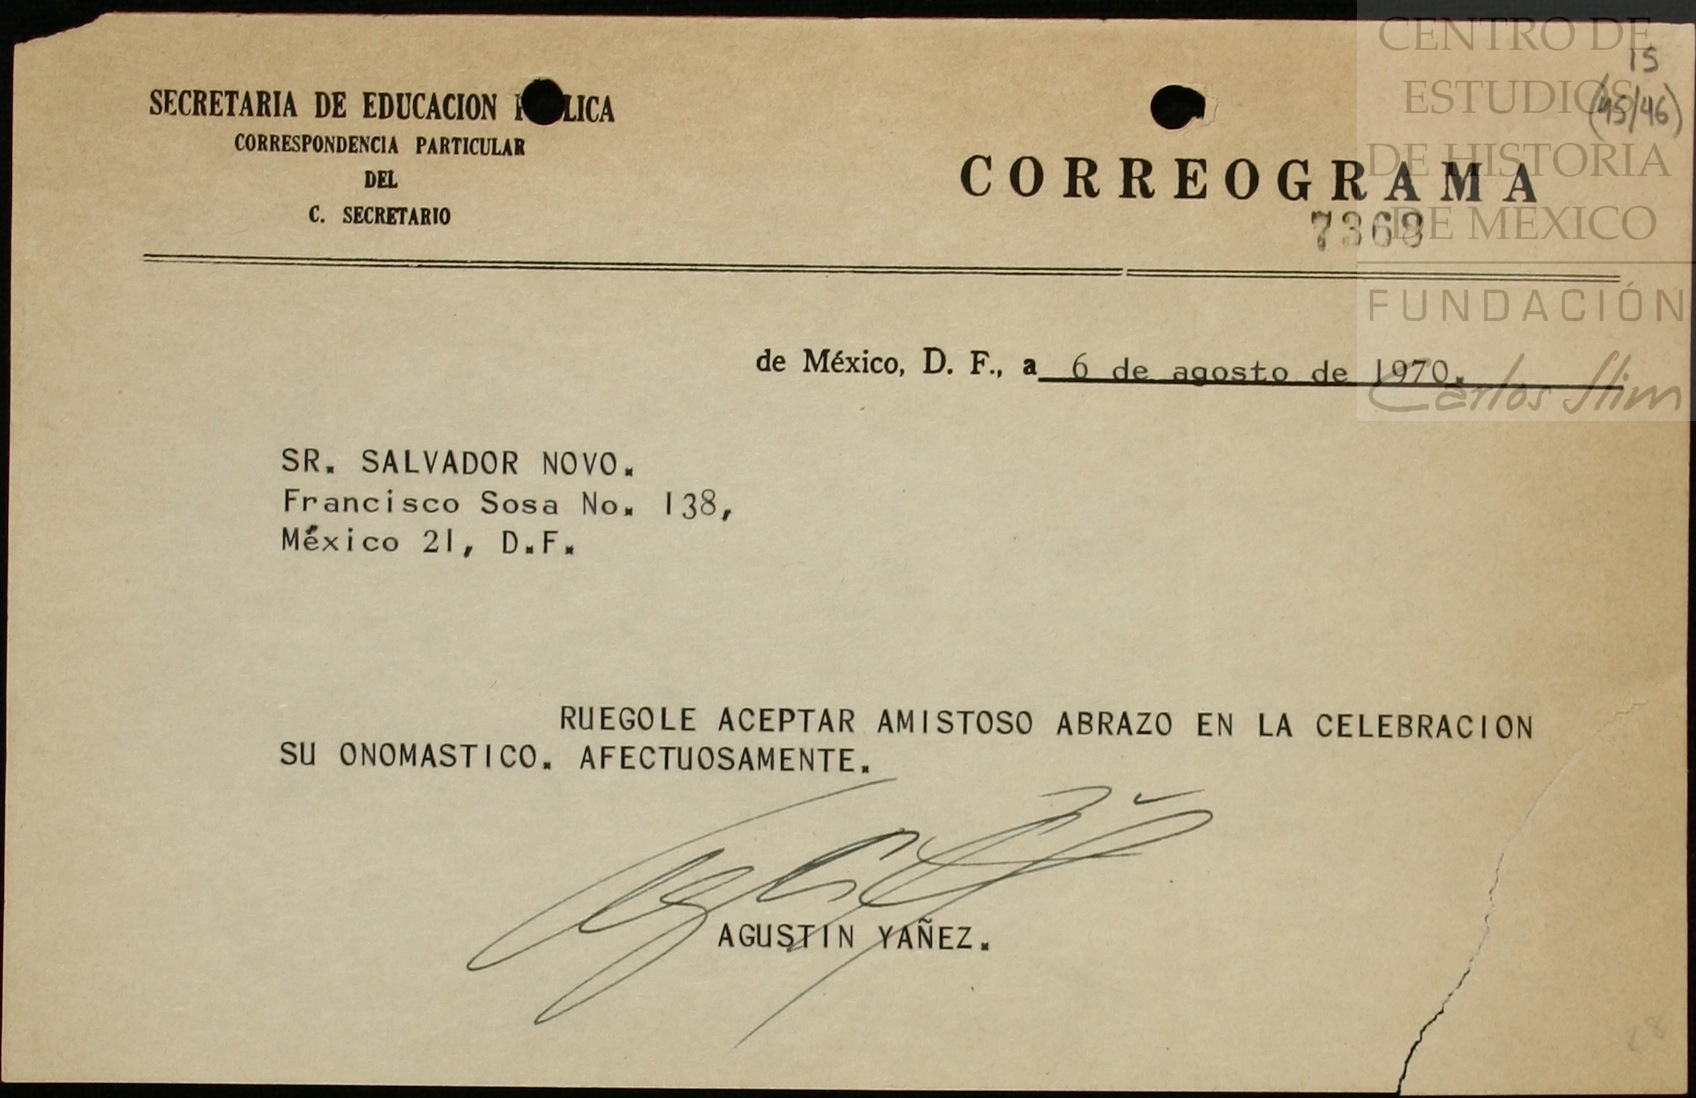 SECRETARIA DE EDUCACION PUBLICA
CORRESPONDENCIA PARTICULAR
DEL
C. SECRETARIO
CORREOGRAMA
7368
15
(45/46)
CENTRO DE
ESTUDIOS
DE HISTORIA
DE MÉXICO
FUNDACIÓN
Carlos Slim
de México, D. F., a 6 de agosto de 1970.
SR. SALVADOR NOVO.
Francisco Sosa No. 138,
México 21, D.F.
RUEGOLE ACEPTAR AMISTOSO ABRAZO EN LA CELEBRACION
SU ONOMASTICO. AFECTUOSAMENTE.
AGUSTIN YAÑEZ.